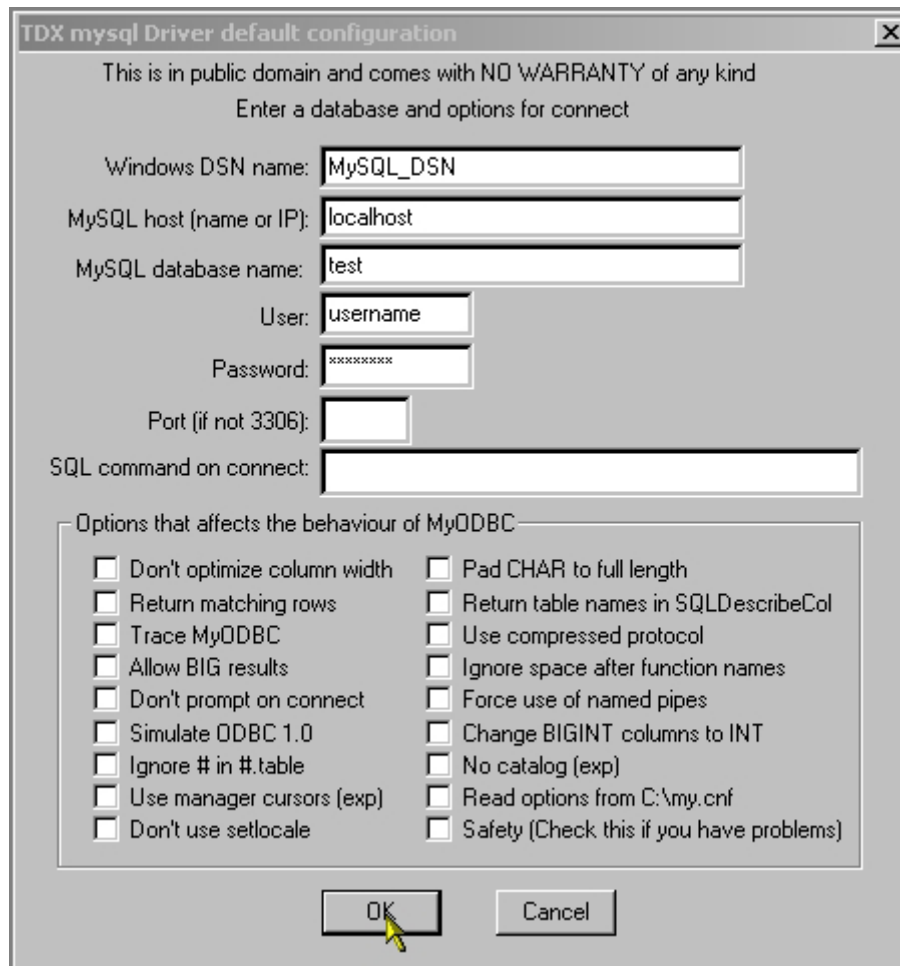 TDX mysql Driver default configuration
This is in public domain and comes with NO WARRANTY of any kind
Enter a database and options for connect
Windows DSN name: MySQL_DSN
MySQL host (name or IP): localhost
MySQL database name: test
User: username
Password: ********
Port (if not 3306):
SQL command on connect:
Options that affects the behaviour of MyODBC
Don't optimize column width Pad CHAR to full length
Return matching rows Return table names in SQLDescribeCol
Trace MyODBC Use compressed protocol
Allow BIG results Ignore space after function names
Don't prompt on connect Force use of named pipes
Simulate ODBC 1.0 Change BIGINT columns to INT
Ignore # in #.table No catalog (exp)
Use manager cursors (exp) Read options from C:\my.cnf
Don't use setlocale Safety (Check this if you have problems)
OK Cancel